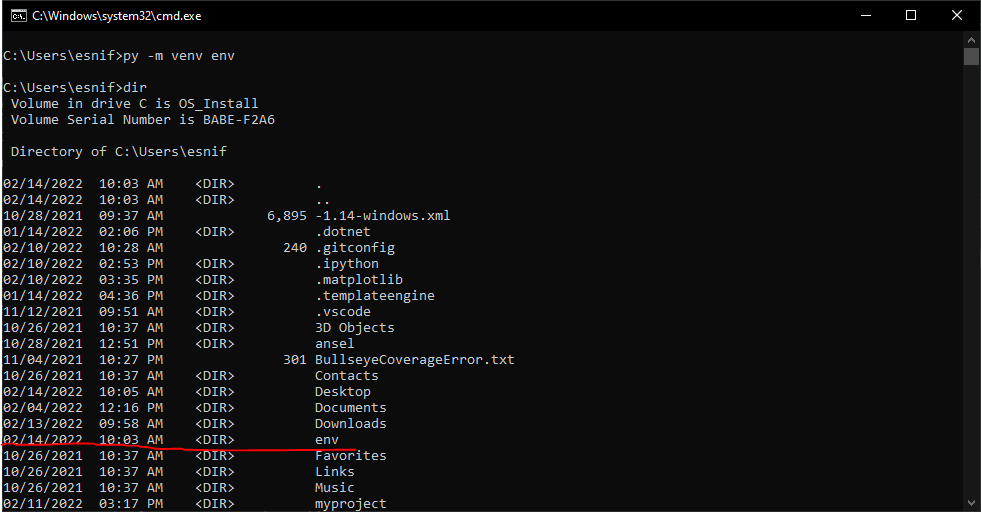 C:\Windows\system32\cmd.exe
C:\Users\esnif>py -m venv env
C:\Users\esnif>dir
Volume in drive C is OS_Install
Volume Serial Number is BABE-F2A6
Directory of C:\Users\esnif
02/14/2022 10:03 AM <DIR> .
02/14/2022 10:03 AM <DIR> ..
10/28/2021 09:37 AM 6,895 -1.14-windows.xml
01/14/2022 02:06 PM <DIR> .dotnet
02/10/2022 10:28 AM 240 .gitconfig
02/10/2022 02:53 PM <DIR> .ipython
02/10/2022 03:35 PM <DIR> .matplotlib
01/14/2022 04:36 PM <DIR> .templateengine
11/12/2021 09:51 AM <DIR> .vscode
10/26/2021 10:37 AM <DIR> 3D Objects
10/28/2021 12:51 PM <DIR> ansel
11/04/2021 10:27 PM 301 BullseyeCoverageError.txt
10/26/2021 10:37 AM <DIR> Contacts
02/14/2022 10:05 AM <DIR> Desktop
02/04/2022 12:16 PM <DIR> Documents
02/13/2022 09:58 AM <DIR> Downloads
02/14/2022 10:03 AM <DIR> env
10/26/2021 10:37 AM <DIR> Favorites
10/26/2021 10:37 AM <DIR> Links
10/26/2021 10:37 AM <DIR> Music
02/11/2022 03:17 PM <DIR> myproject